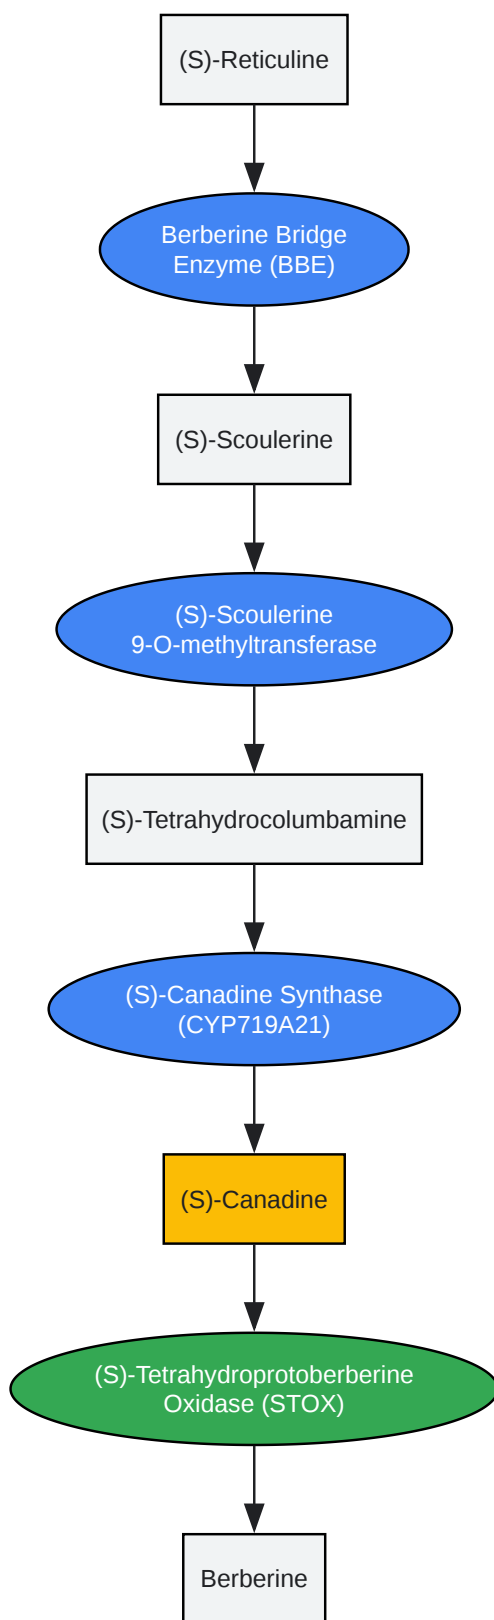 (S)-Reticuline
Berberine Bridge
Enzyme (BBE)
(S)-Scoulerine
(S)-Scoulerine
9-O-methyltransferase
(S)-Tetrahydrocolumbamine
(S)-Canadine Synthase
(CYP719A21)
(S)-Canadine
(S)-Tetrahydroprotoberberine
Oxidase (STOX)
Berberine